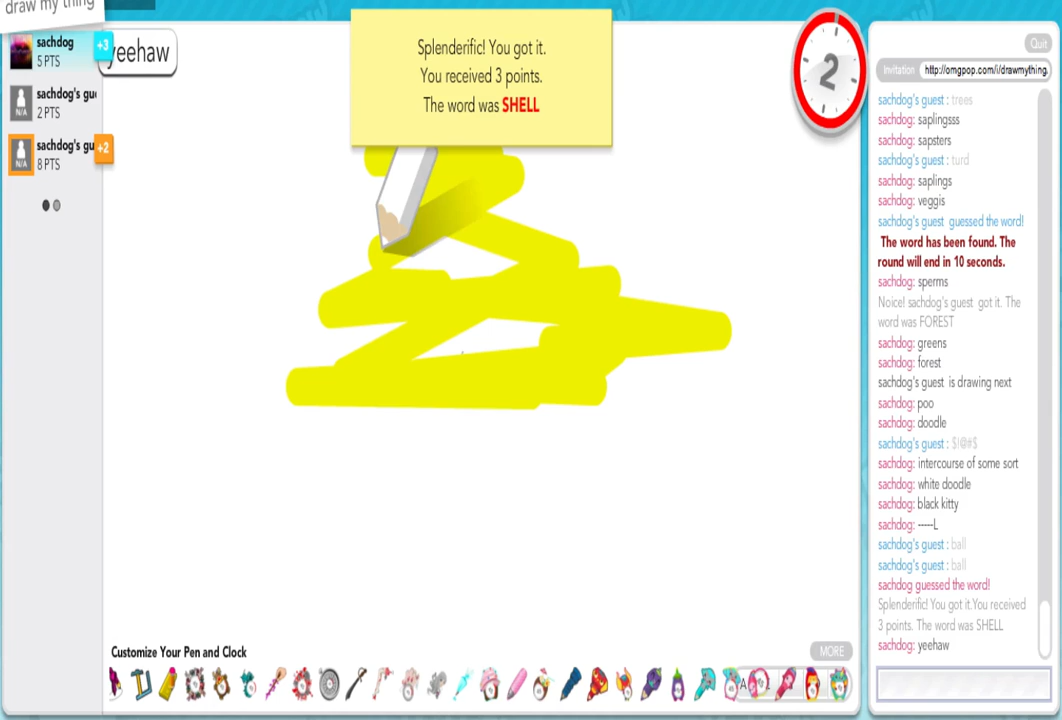 draw my thing
sachdog
+3
5 PTS
yeehaw
sachdog's gu
2 PTS
sachdog's gu
+2
8 PTS
N/A
N/A
Splenderific! You got it.
You received 3 points.
The word was SHELL
2
Quit
Invitation http://omgpop.com/i/drawmything.
sachdog's guest : trees
sachdog: saplingsss
sachdog: sapsters
sachdog's guest : turd
sachdog: saplings
sachdog: veggis
sachdog's guest guessed the word!
The word has been found. The
round will end in 10 seconds.
sachdog: sperms
Noice! sachdog's guest got it. The
word was FOREST
sachdog: greens
sachdog: forest
sachdog's guest is drawing next
sachdog: poo
sachdog: doodle
sachdog's guest : $!@#$
sachdog: intercourse of some sort
sachdog: white doodle
sachdog: black kitty
sachdog: -----L
sachdog's guest : ball
sachdog's guest : ball
sachdog guessed the word!
Splenderific! You got it.You received
3 points. The word was SHELL
sachdog: yeehaw
Customize Your Pen and Clock
MORE